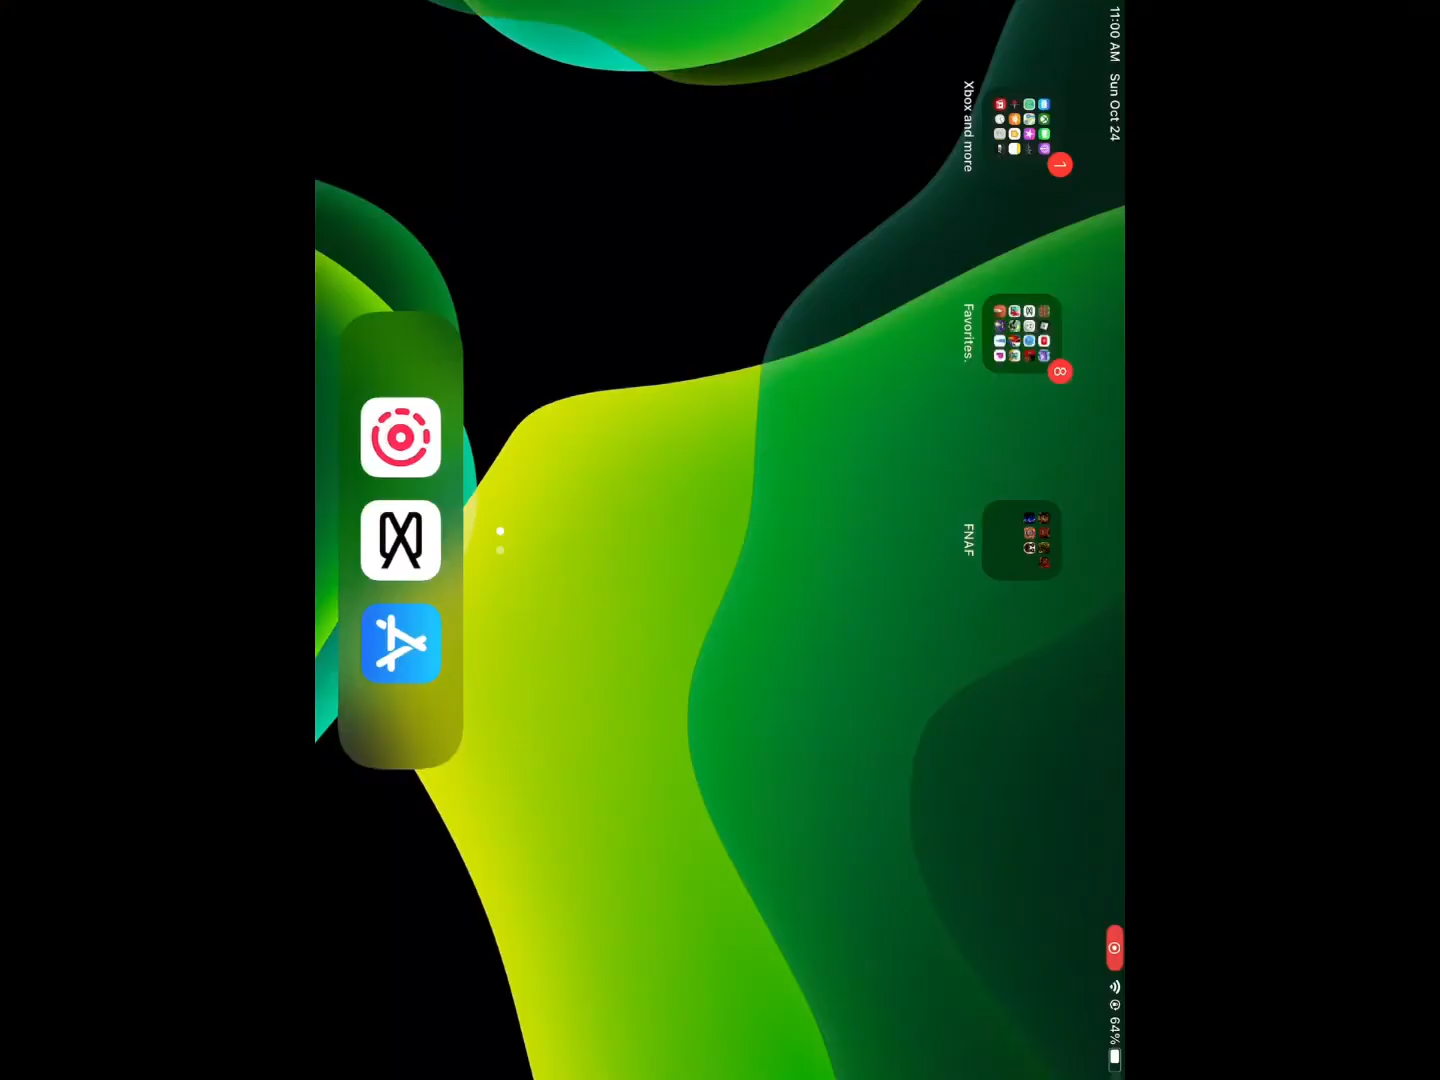 11:00 AM Sun Oct 24
64%
1
8
Xbox and more
Favorites.
FNAF